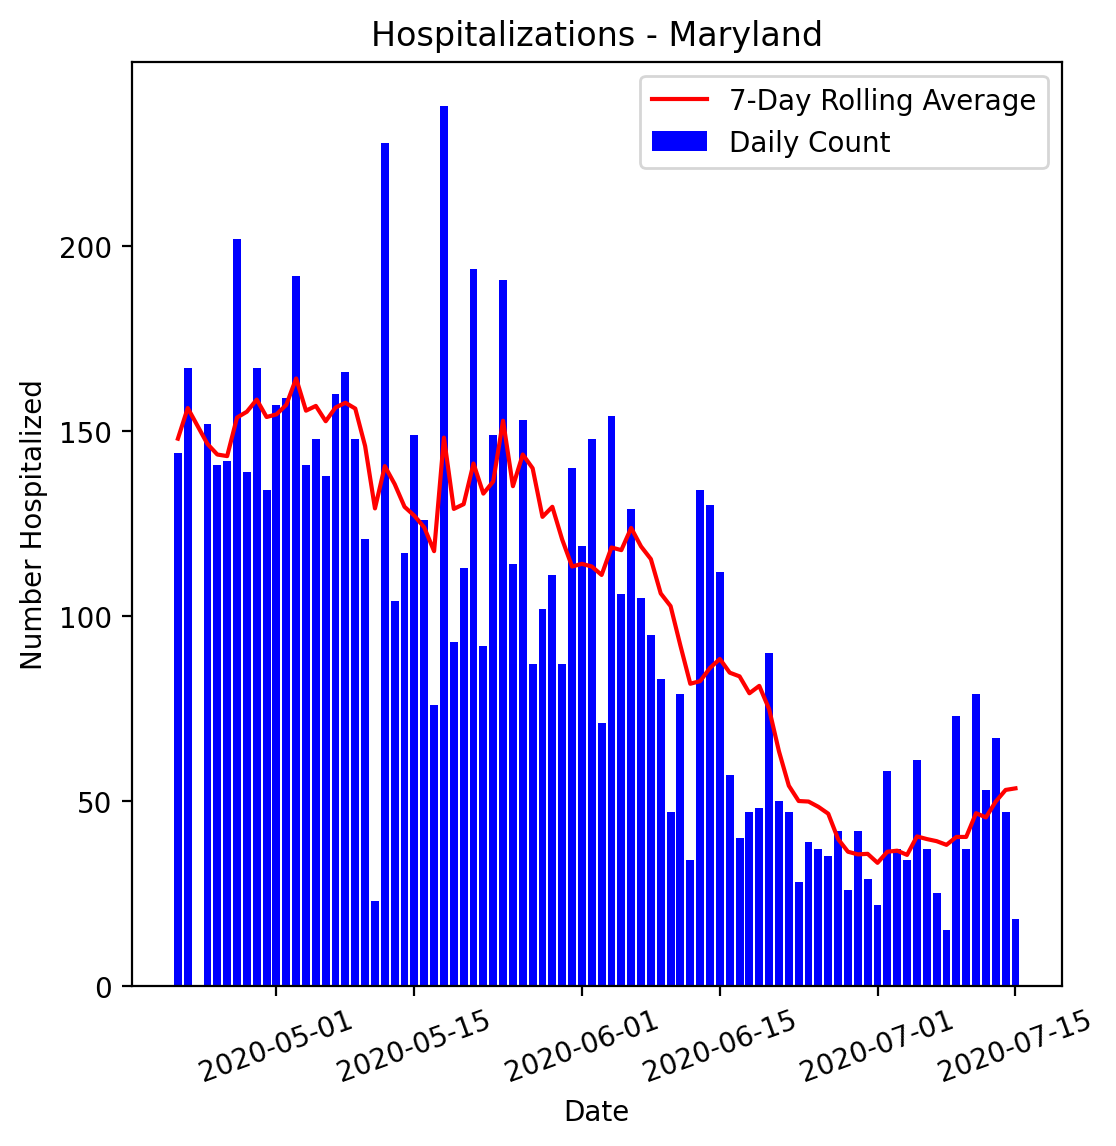 Hospitalizations - Maryland
7-Day Rolling Average
Daily Count
Number Hospitalized
200
150
100
50
0
2020-05-01
2020-05-15
2020-06-01
2020-06-15
2020-07-01
2020-07-15
Date